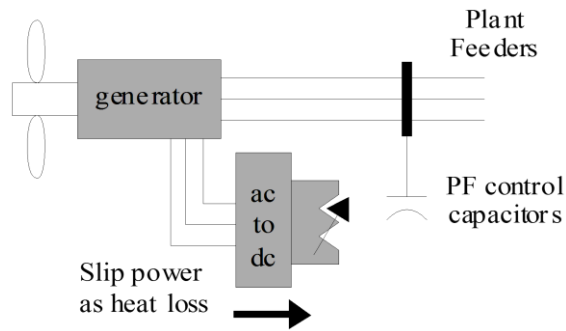 Plant
Feeders
generator
PF control
capacitors
ac
to
dc
Slip power
as heat loss